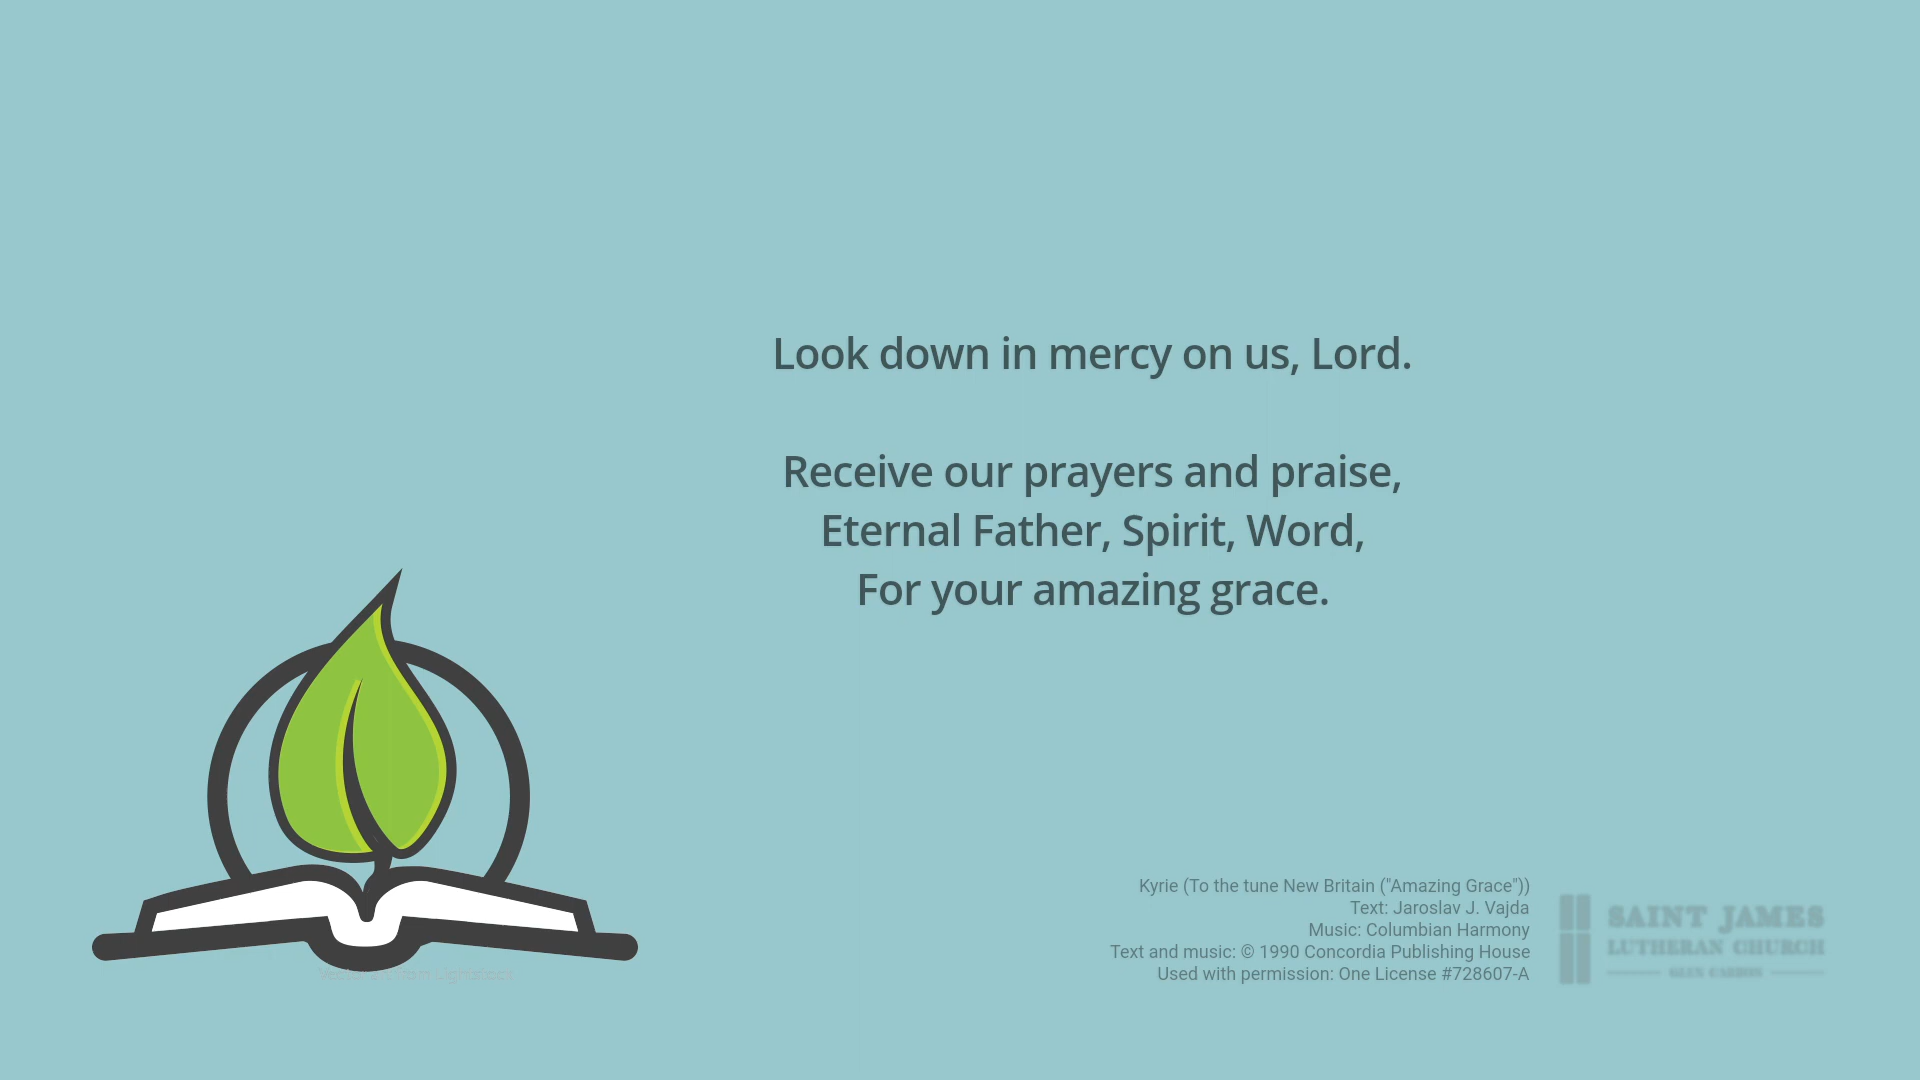 Look down in mercy on us, Lord.
Receive our prayers and praise,
Eternal Father, Spirit, Word,
For your amazing grace.
Kyrie (To the tune New Britain ("Amazing Grace"))
Text: Jaroslav J. Vajda
Music: Columbian Harmony
Text and music: © 1990 Concordia Publishing House
Used with permission: One License #728607-A
SAINT JAMES
LUTHERAN CHURCH
GLEN CARBON